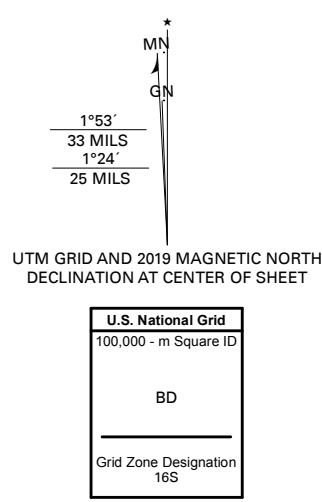 MN
GN
1°53´
33 MILS
1°24´
25 MILS
UTM GRID AND 2019 MAGNETIC NORTH
DECLINATION AT CENTER OF SHEET
U.S. National Grid
100,000 - m Square ID
BD
Grid Zone Designation
16S